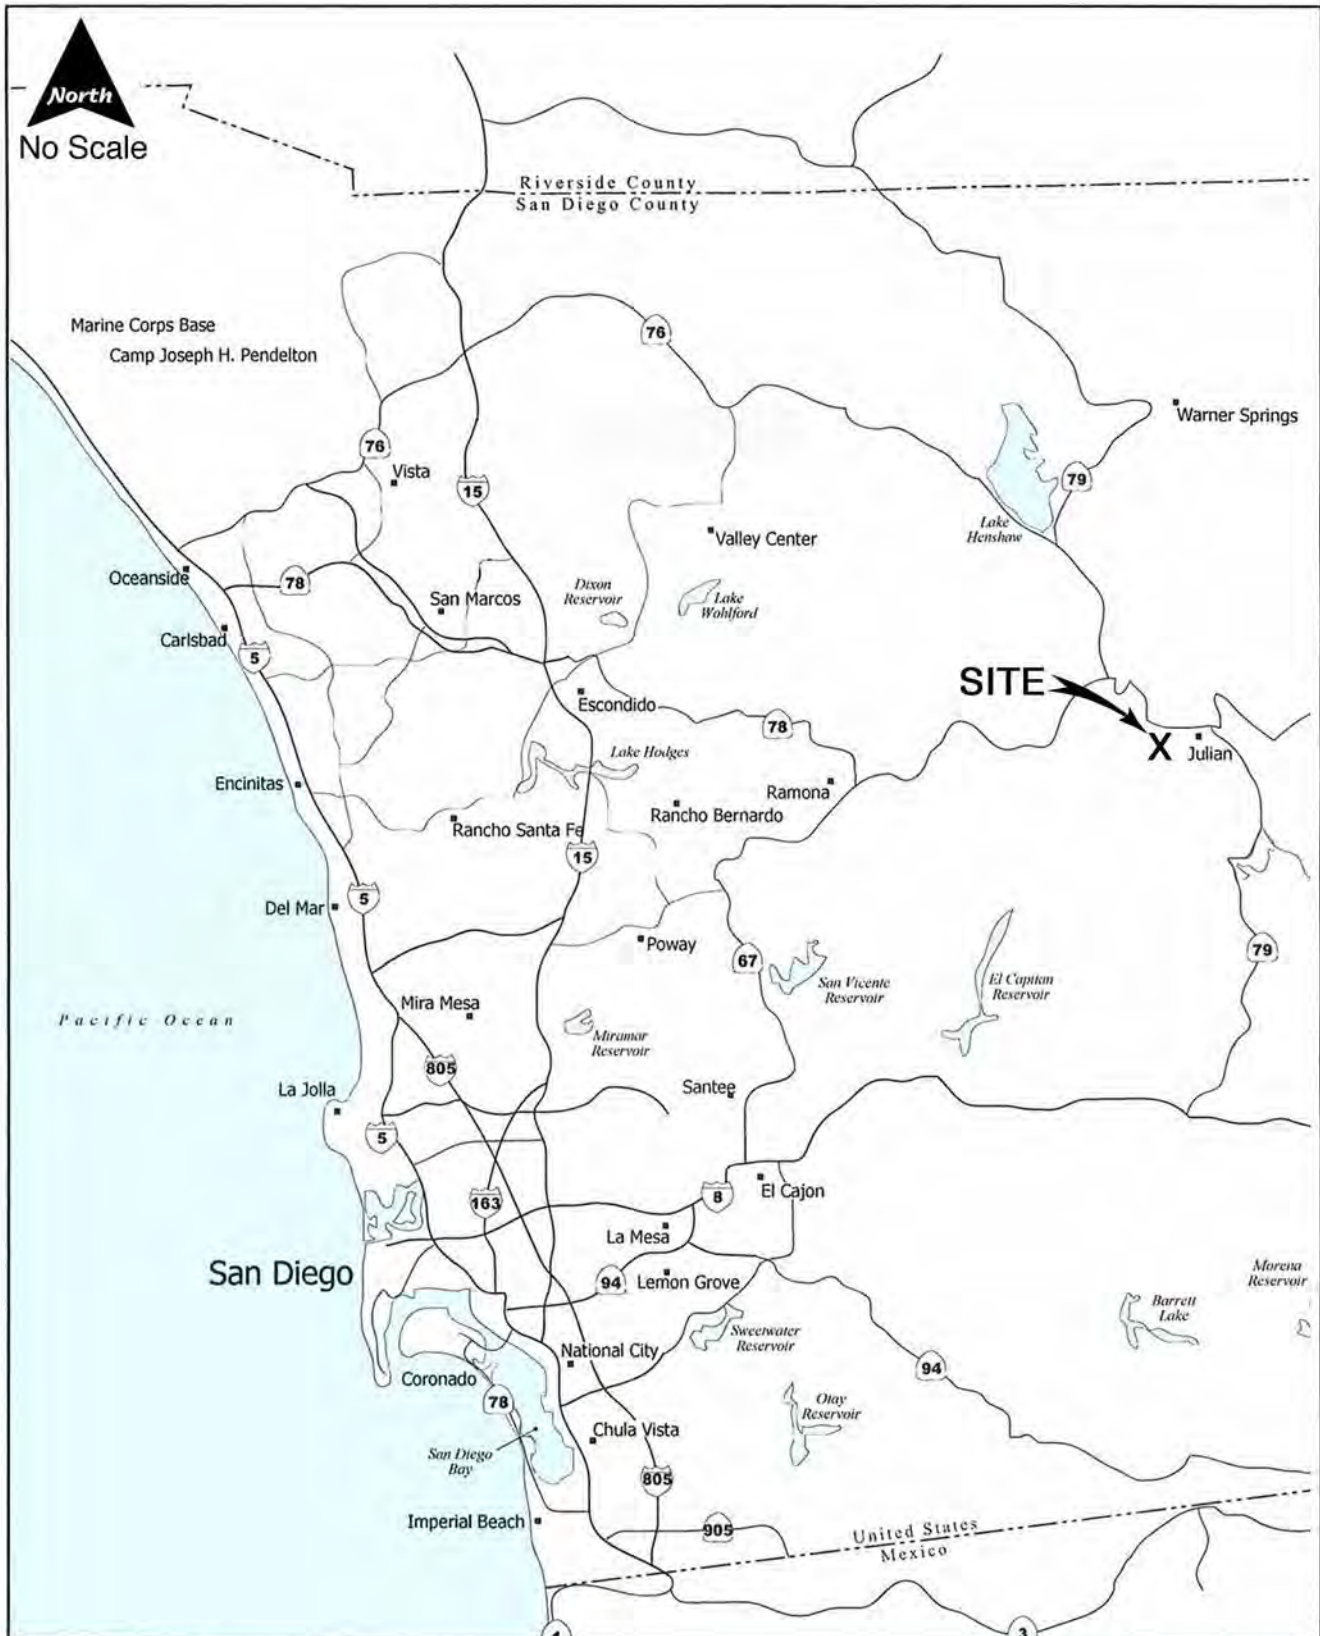 North
No Scale
Riverside County
San Diego County
Marine Corps Base
Camp Joseph H. Pendelton
76
Warner Springs
76
Vista
15
79
Lake
Henshaw
Valley Center
Oceanside
78
San Marcos
Dixon
Reservoir
Lake
Wohlford
Carlsbad
5
SITE
X
Julian
Escondido
78
Lake Hodges
Encinitas
Ramona
Rancho Bernardo
Rancho Santa Fe
15
5
Del Mar
Poway
67
79
San Vicente
Reservoir
El Capitan
Reservoir
Mira Mesa
Pacific Ocean
Miramar
Reservoir
805
La Jolla
Santee
5
163
8
El Cajon
La Mesa
San Diego
94
Lemon Grove
Morena
Reservoir
Barrett
Lake
Sweetwater
Reservoir
National City
94
Coronado
78
Otay
Reservoir
Chula Vista
San Diego
Bay
805
Imperial Beach
905
United States
Mexico
3